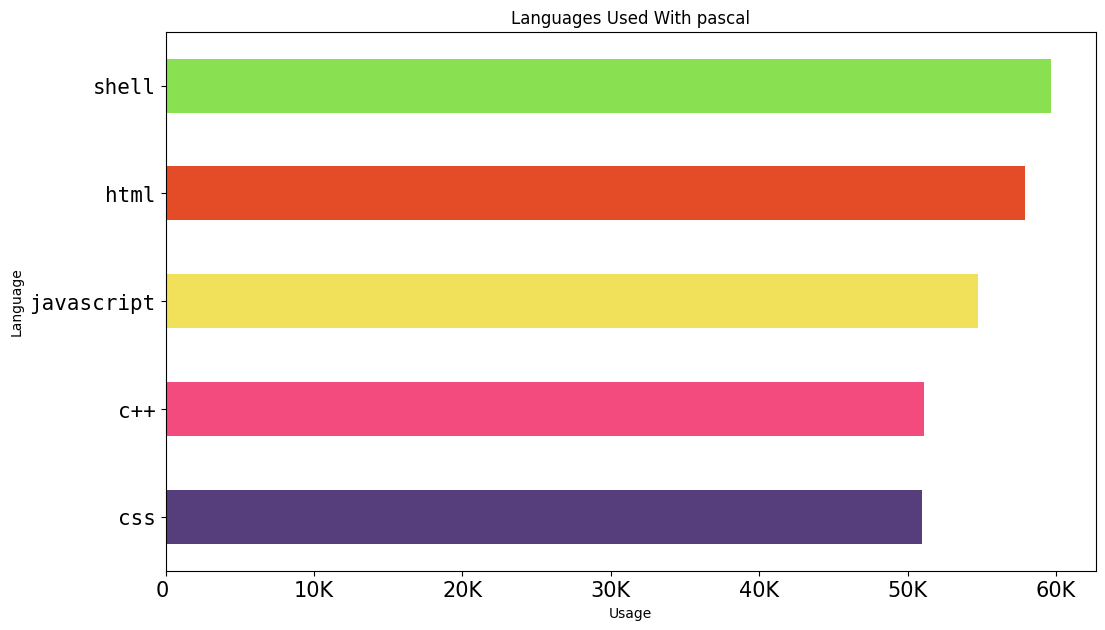 Languages Used With pascal
shell
html
javascript
c++
css
Language
0 10K 20K 30K 40K 50K 60K
Usage